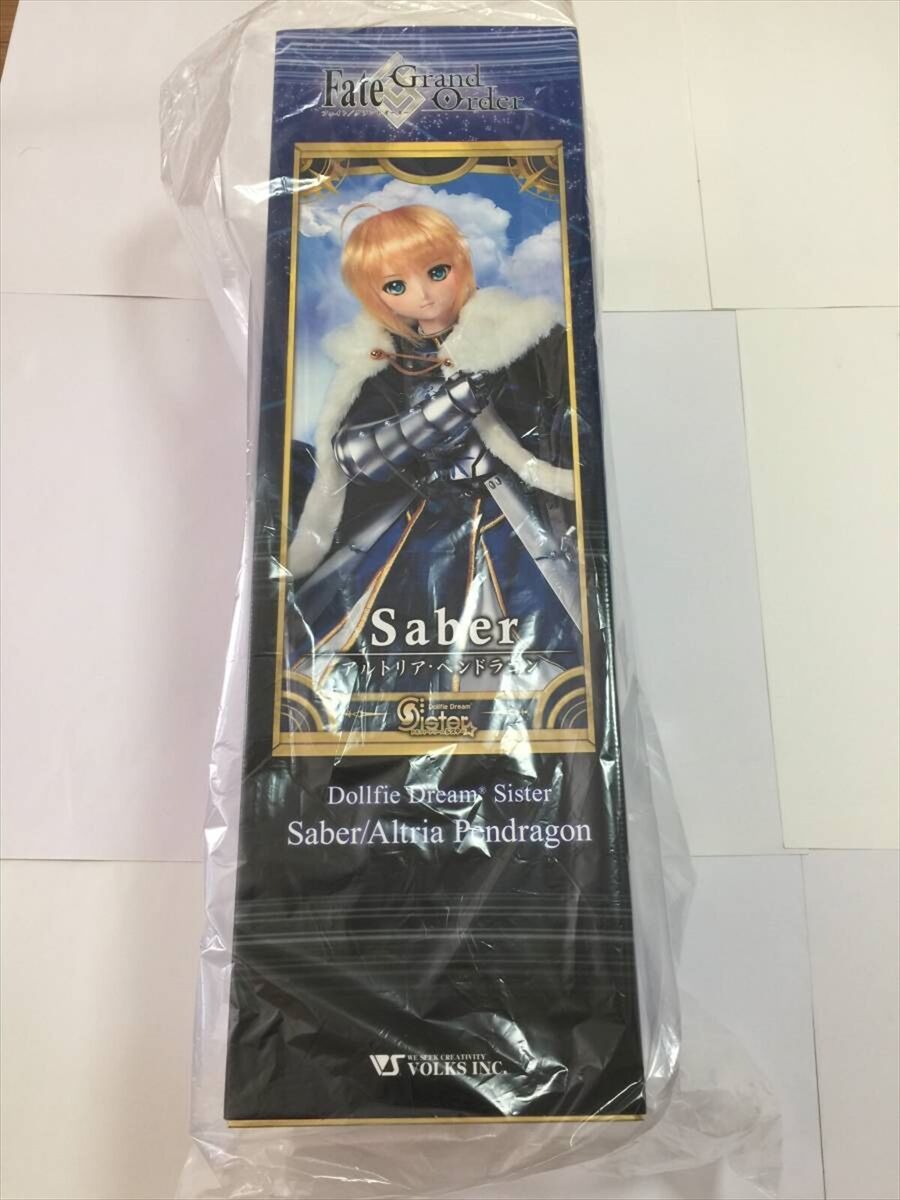 Fate Grand
Order
フェイト/グランドオーダー
Saber
アルトリア・ペンドラゴン
Dollfie Dream®
Sister
Dollfie Dream® Sister
Saber/Altria Pendragon
WE SEEK CREATIVITY
VS VOLKS INC.